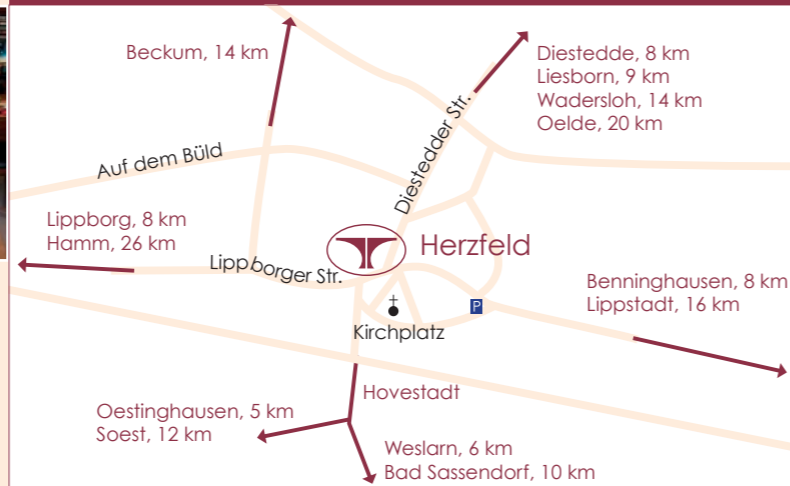 Beckum, 14 km
Diestedde, 8 km
Liesborn, 9 km
Wadersloh, 14 km
Oelde, 20 km
Diestedder Str.
Auf dem Büld
Lippborg, 8 km
Hamm, 26 km
Lippborger Str.
Herzfeld
Benninghausen, 8 km
Lippstadt, 16 km
P
Kirchplatz
Hovestadt
Oestinghausen, 5 km
Soest, 12 km
Weslarn, 6 km
Bad Sassendorf, 10 km